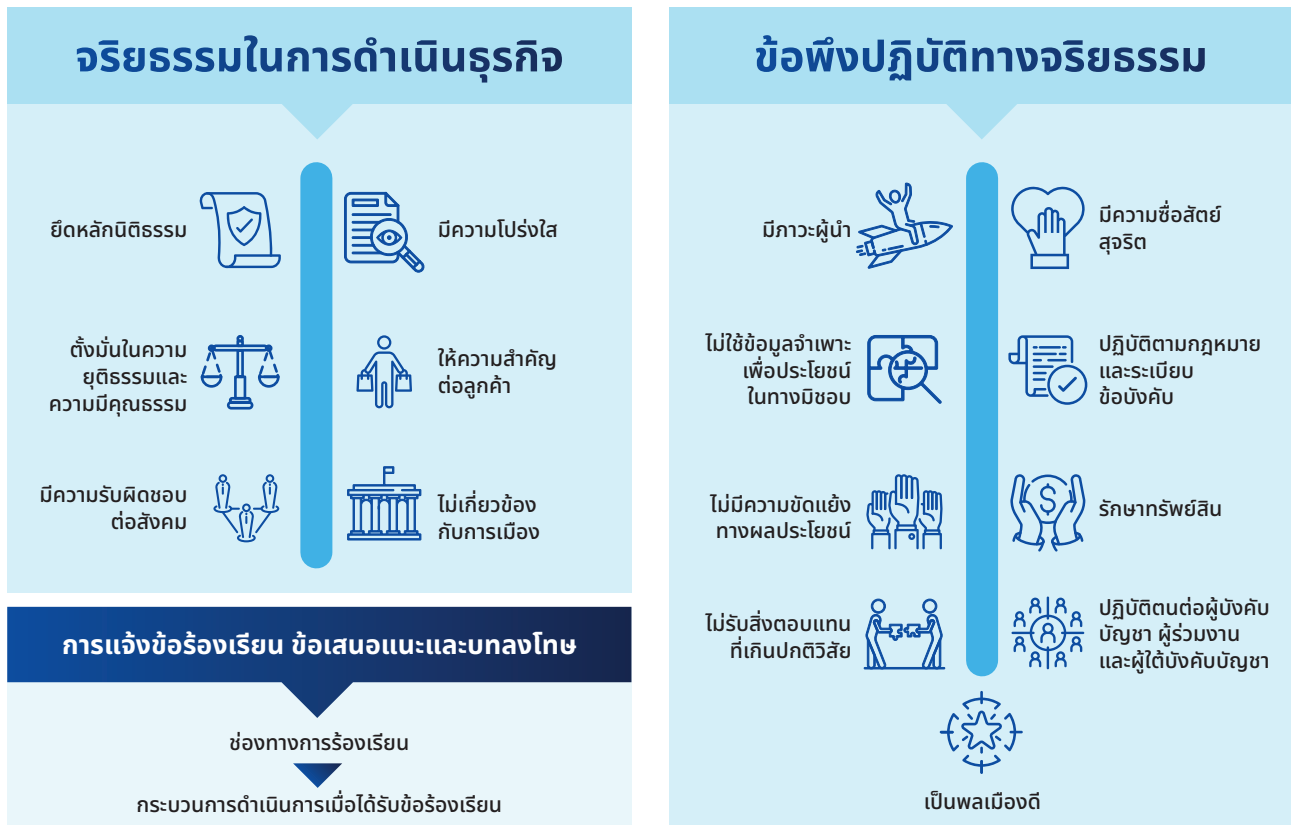 จริยธรรมในการดำเนินธุรกิจ
ยึดหลักนิติธรรม
มีความโปร่งใส
ตั้งมั่นในความ
ยุติธรรมและ
ความมีคุณธรรม
ให้ความสำคัญ
ต่อลูกค้า
มีความรับผิดชอบ
ต่อสังคม
ไม่เกี่ยวข้อง
กับการเมือง
การแจ้งข้อร้องเรียน ข้อเสนอแนะและบทลงโทษ
ช่องทางการร้องเรียน
กระบวนการดำเนินการเมื่อได้รับข้อร้องเรียน
ข้อพึงปฏิบัติทางจริยธรรม
มีภาวะผู้นำ
มีความซื่อสัตย์
สุจริต
ไม่ใช้ข้อมูลจำเพาะ
เพื่อประโยชน์
ในทางมิชอบ
ปฏิบัติตามกฎหมาย
และระเบียบ
ข้อบังคับ
ไม่มีความขัดแย้ง
ทางผลประโยชน์
รักษาทรัพย์สิน
ไม่รับสิ่งตอบแทน
ที่เกินปกติวิสัย
ปฏิบัติตนต่อผู้บังคับ
บัญชา ผู้ร่วมงาน
และผู้ใต้บังคับบัญชา
เป็นพลเมืองดี